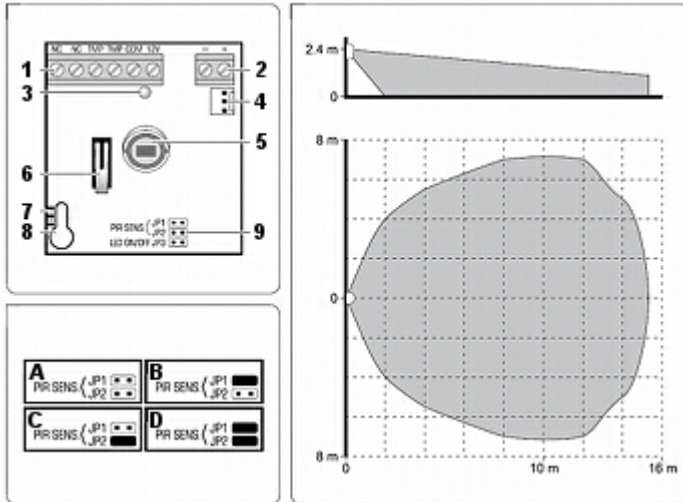 NC NC TMP TMP COM 12V
1
2
3
4
5
6
7
8
9
PIR SENS. JP1
JP2
LED ON/OFF JP3
A
PIR SENS. JP1
JP2
B
PIR SENS. JP1
JP2
C
PIR SENS. JP1
JP2
D
PIR SENS. JP1
JP2
2.4 m
0
8 m
0
8 m
0
10 m
16 m